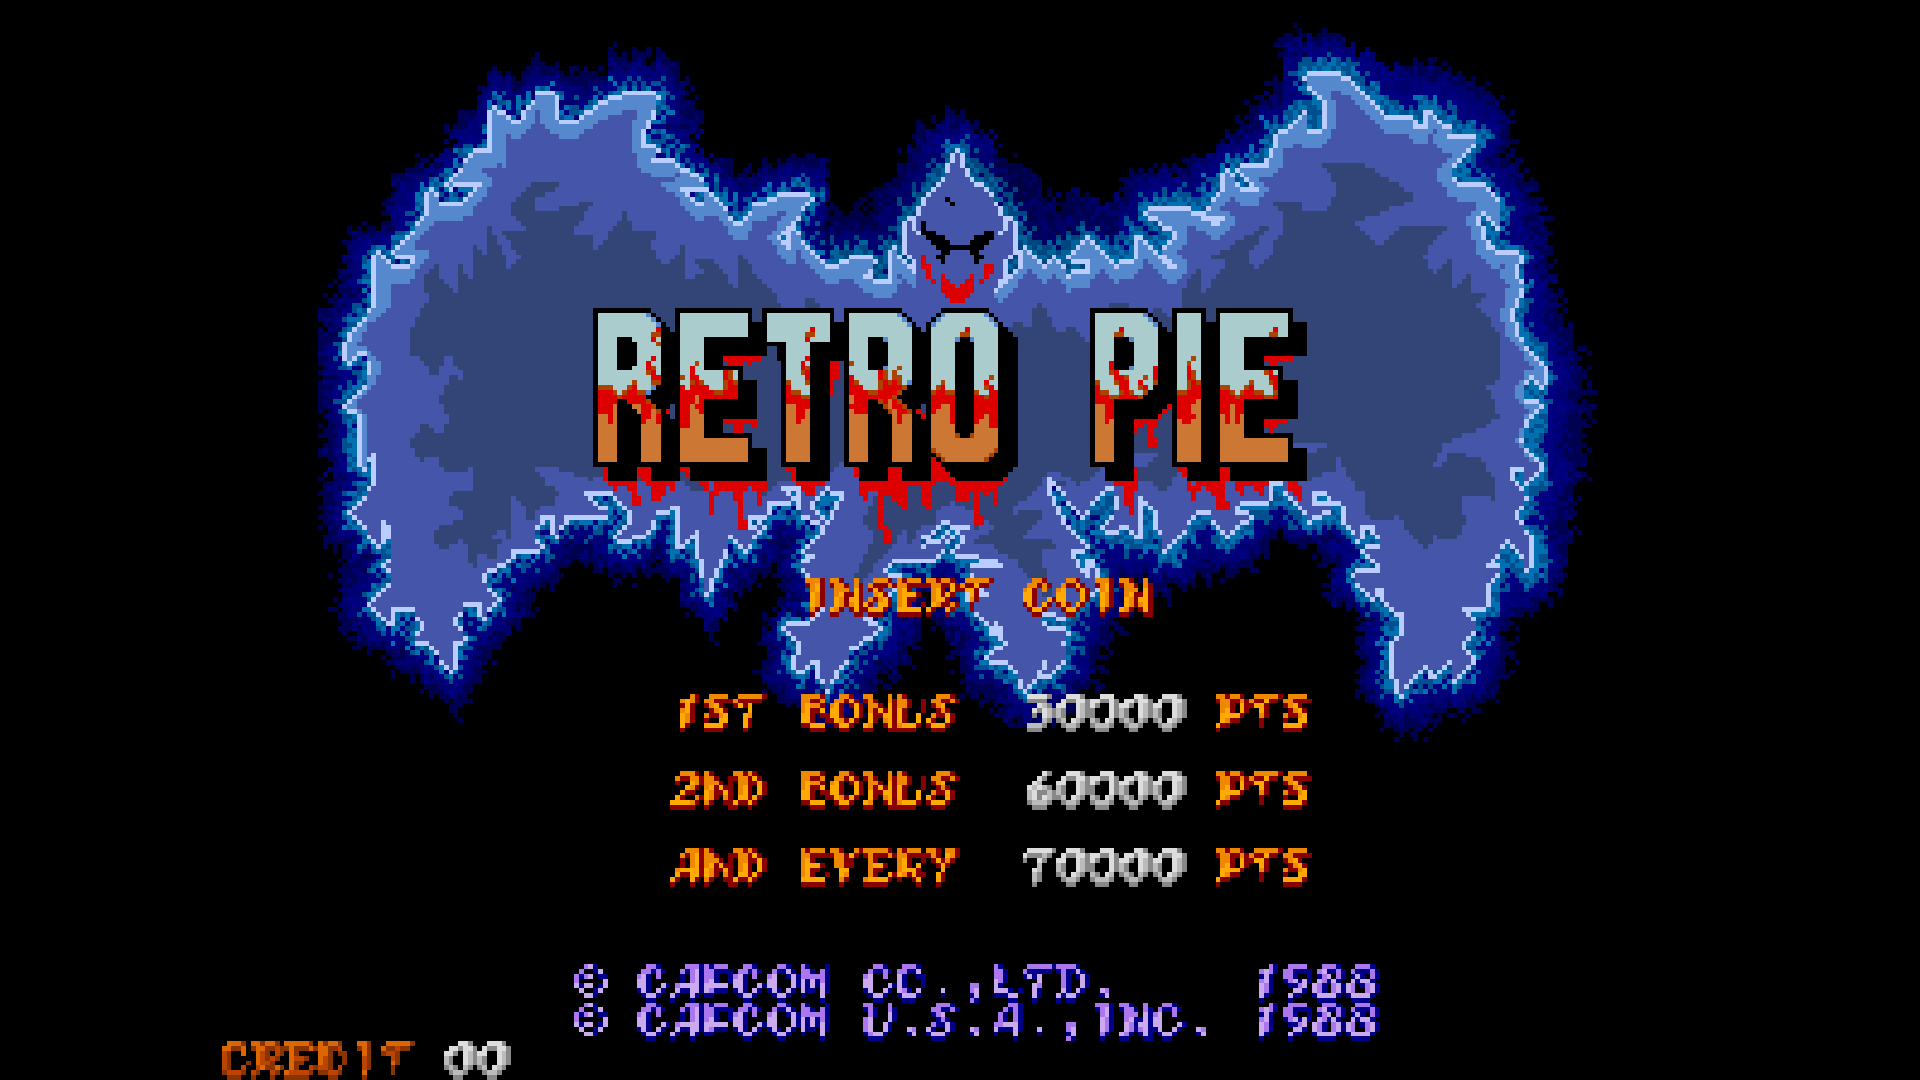 RETRO PIE
INSERT COIN
1ST BONUS 30000 PTS
2ND BONUS 60000 PTS
AND EVERY 70000 PTS
© CAPCOM CO.,LTD. 1988
© CAPCOM U.S.A.,INC. 1988
CREDIT 00